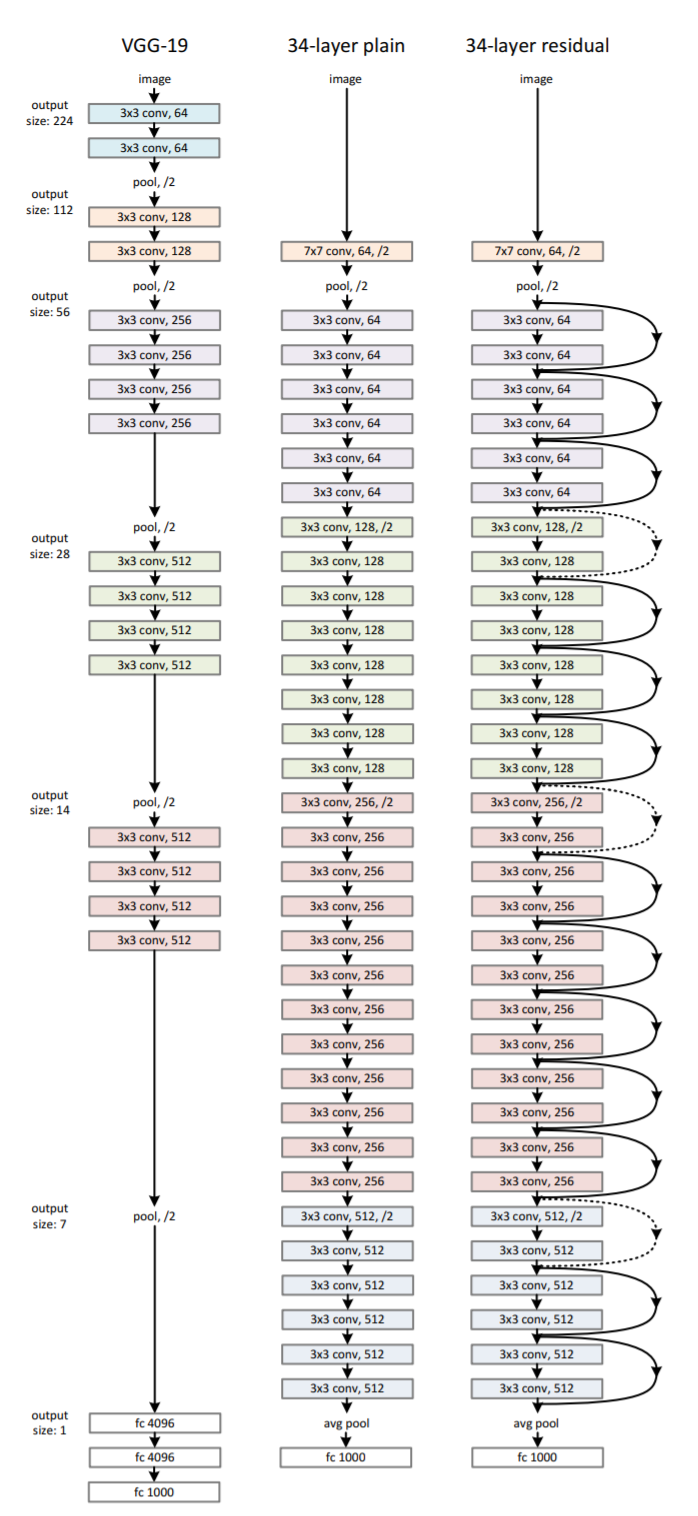 output
size: 224
output
size: 112
output
size: 56
output
size: 28
output
size: 14
output
size: 7
output
size: 1
VGG-19
image
3x3 conv, 64
3x3 conv, 64
pool, /2
3x3 conv, 128
3x3 conv, 128
pool, /2
3x3 conv, 256
3x3 conv, 256
3x3 conv, 256
3x3 conv, 256
pool, /2
3x3 conv, 512
3x3 conv, 512
3x3 conv, 512
3x3 conv, 512
pool, /2
3x3 conv, 512
3x3 conv, 512
3x3 conv, 512
3x3 conv, 512
pool, /2
fc 4096
fc 4096
fc 1000
34-layer plain
image
7x7 conv, 64, /2
pool, /2
3x3 conv, 64
3x3 conv, 64
3x3 conv, 64
3x3 conv, 64
3x3 conv, 64
3x3 conv, 64
3x3 conv, 128, /2
3x3 conv, 128
3x3 conv, 128
3x3 conv, 128
3x3 conv, 128
3x3 conv, 128
3x3 conv, 128
3x3 conv, 128
3x3 conv, 256, /2
3x3 conv, 256
3x3 conv, 256
3x3 conv, 256
3x3 conv, 256
3x3 conv, 256
3x3 conv, 256
3x3 conv, 256
3x3 conv, 256
3x3 conv, 256
3x3 conv, 256
3x3 conv, 256
3x3 conv, 512, /2
3x3 conv, 512
3x3 conv, 512
3x3 conv, 512
3x3 conv, 512
3x3 conv, 512
avg pool
fc 1000
34-layer residual
image
7x7 conv, 64, /2
pool, /2
3x3 conv, 64
3x3 conv, 64
3x3 conv, 64
3x3 conv, 64
3x3 conv, 64
3x3 conv, 64
3x3 conv, 128, /2
3x3 conv, 128
3x3 conv, 128
3x3 conv, 128
3x3 conv, 128
3x3 conv, 128
3x3 conv, 128
3x3 conv, 128
3x3 conv, 256, /2
3x3 conv, 256
3x3 conv, 256
3x3 conv, 256
3x3 conv, 256
3x3 conv, 256
3x3 conv, 256
3x3 conv, 256
3x3 conv, 256
3x3 conv, 256
3x3 conv, 256
3x3 conv, 256
3x3 conv, 512, /2
3x3 conv, 512
3x3 conv, 512
3x3 conv, 512
3x3 conv, 512
3x3 conv, 512
avg pool
fc 1000